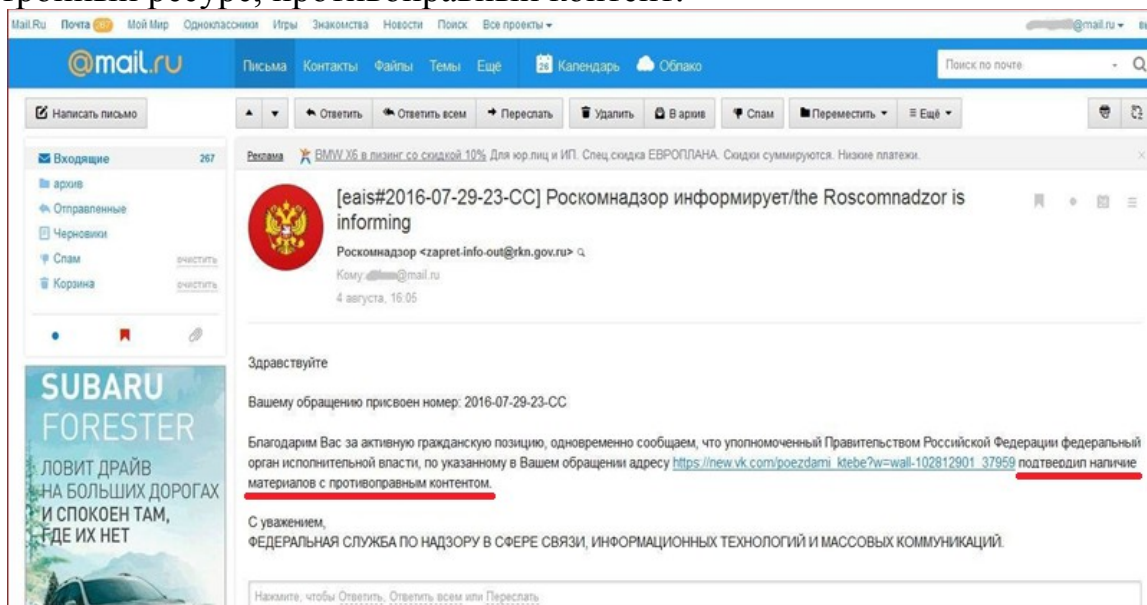 ронный ресурс, противоправный контент.
Mail.Ru Почта Мой Мир Одноклассники Игры Знакомства Новости Поиск Все проекты @mail.ru
@mail.ru Письма Контакты Файлы Темы Ещё 26 Календарь Облако Поиск по почте
Написать письмо Ответить Ответить всем Переслать Удалить В архив Спам Переместить Ещё
Входящие 267
архив
Отправленные
Черновики
Спам очистить
Корзина очистить
Реклама BMW X6 в лизинг со скидкой 10% Для юр.лиц и ИП. Спец.скидка ЕВРОПЛАНА. Скидки суммируются. Низкие платежи.
[eais#2016-07-29-23-CC] Роскомнадзор информирует/the Roscomnadzor is
informing
Роскомнадзор <zapret-info-out@rkn.gov.ru>
Кому: @mail.ru
4 августа, 16:05
Здравствуйте
Вашему обращению присвоен номер: 2016-07-29-23-CC
Благодарим Вас за активную гражданскую позицию, одновременно сообщаем, что уполномоченный Правительством Российской Федерации федеральный
орган исполнительной власти, по указанному в Вашем обращении адресу https://new.vk.com/poezdami_ktebe?w=wall-102812901_37959 подтвердил наличие
материалов с противоправным контентом.
С уважением,
ФЕДЕРАЛЬНАЯ СЛУЖБА ПО НАДЗОРУ В СФЕРЕ СВЯЗИ, ИНФОРМАЦИОННЫХ ТЕХНОЛОГИЙ И МАССОВЫХ КОММУНИКАЦИЙ.
Нажмите, чтобы Ответить, Ответить всем или Переслать
SUBARU
FORESTER
ЛОВИТ ДРАЙВ
НА БОЛЬШИХ ДОРОГАХ
И СПОКОЕН ТАМ,
ГДЕ ИХ НЕТ